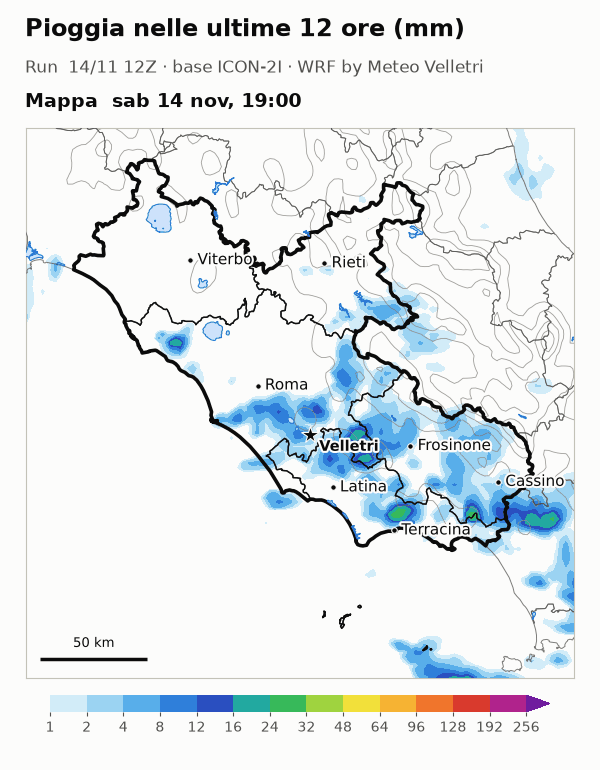 Pioggia nelle ultime 12 ore (mm)
Run  14/11 12Z · base ICON-2I · WRF by Meteo Velletri
Mappa  sab 14 nov, 19:00
Viterbo
Rieti
Roma
Velletri
Frosinone
Latina
Cassino
Terracina
50 km
1 2 4 8 12 16 24 32 48 64 96 128 192 256